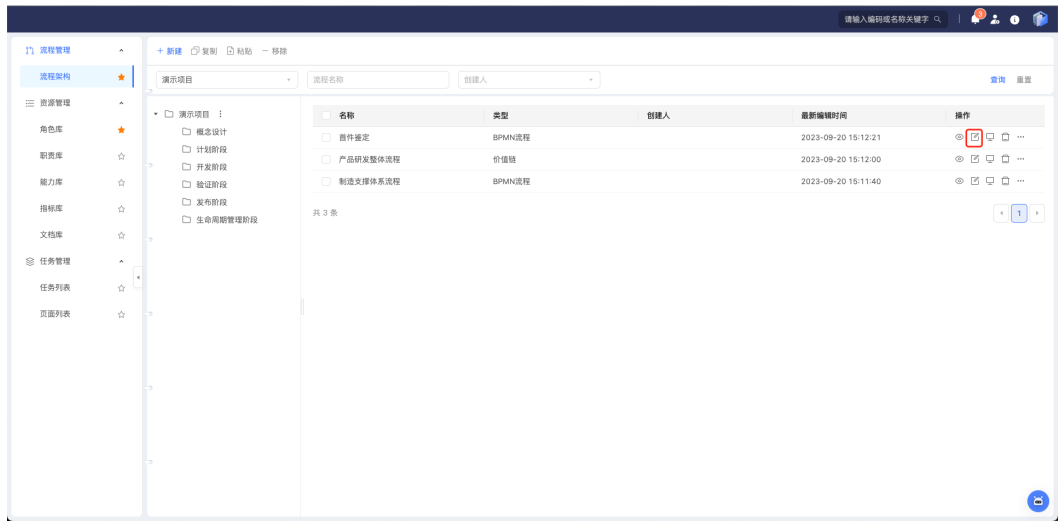 请输入编码或名称关键字
3
流程管理
+ 新建 复制 粘贴 — 移除
流程架构
演示项目 流程名称 创建人 查询 重置
资源管理
角色库
职责库
能力库
指标库
文档库
任务管理
任务列表
页面列表
演示项目
概念设计
计划阶段
开发阶段
验证阶段
发布阶段
生命周期管理阶段
名称 类型 创建人 最新编辑时间 操作
首件鉴定 BPMN流程 2023-09-20 15:12:21
产品研发整体流程 价值链 2023-09-20 15:12:00
制造支撑体系流程 BPMN流程 2023-09-20 15:11:40
共 3 条 1